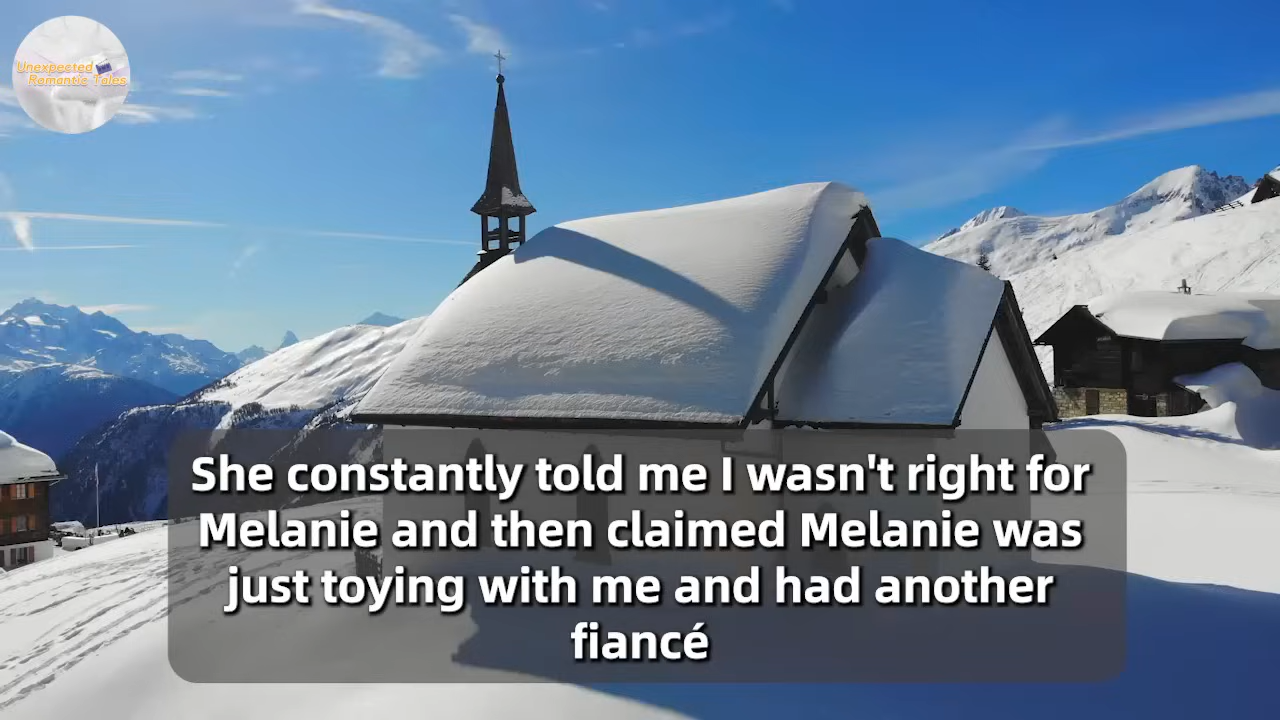 Unexpected
Romantic Tales
She constantly told me I wasn't right for
Melanie and then claimed Melanie was
just toying with me and had another
fiancé